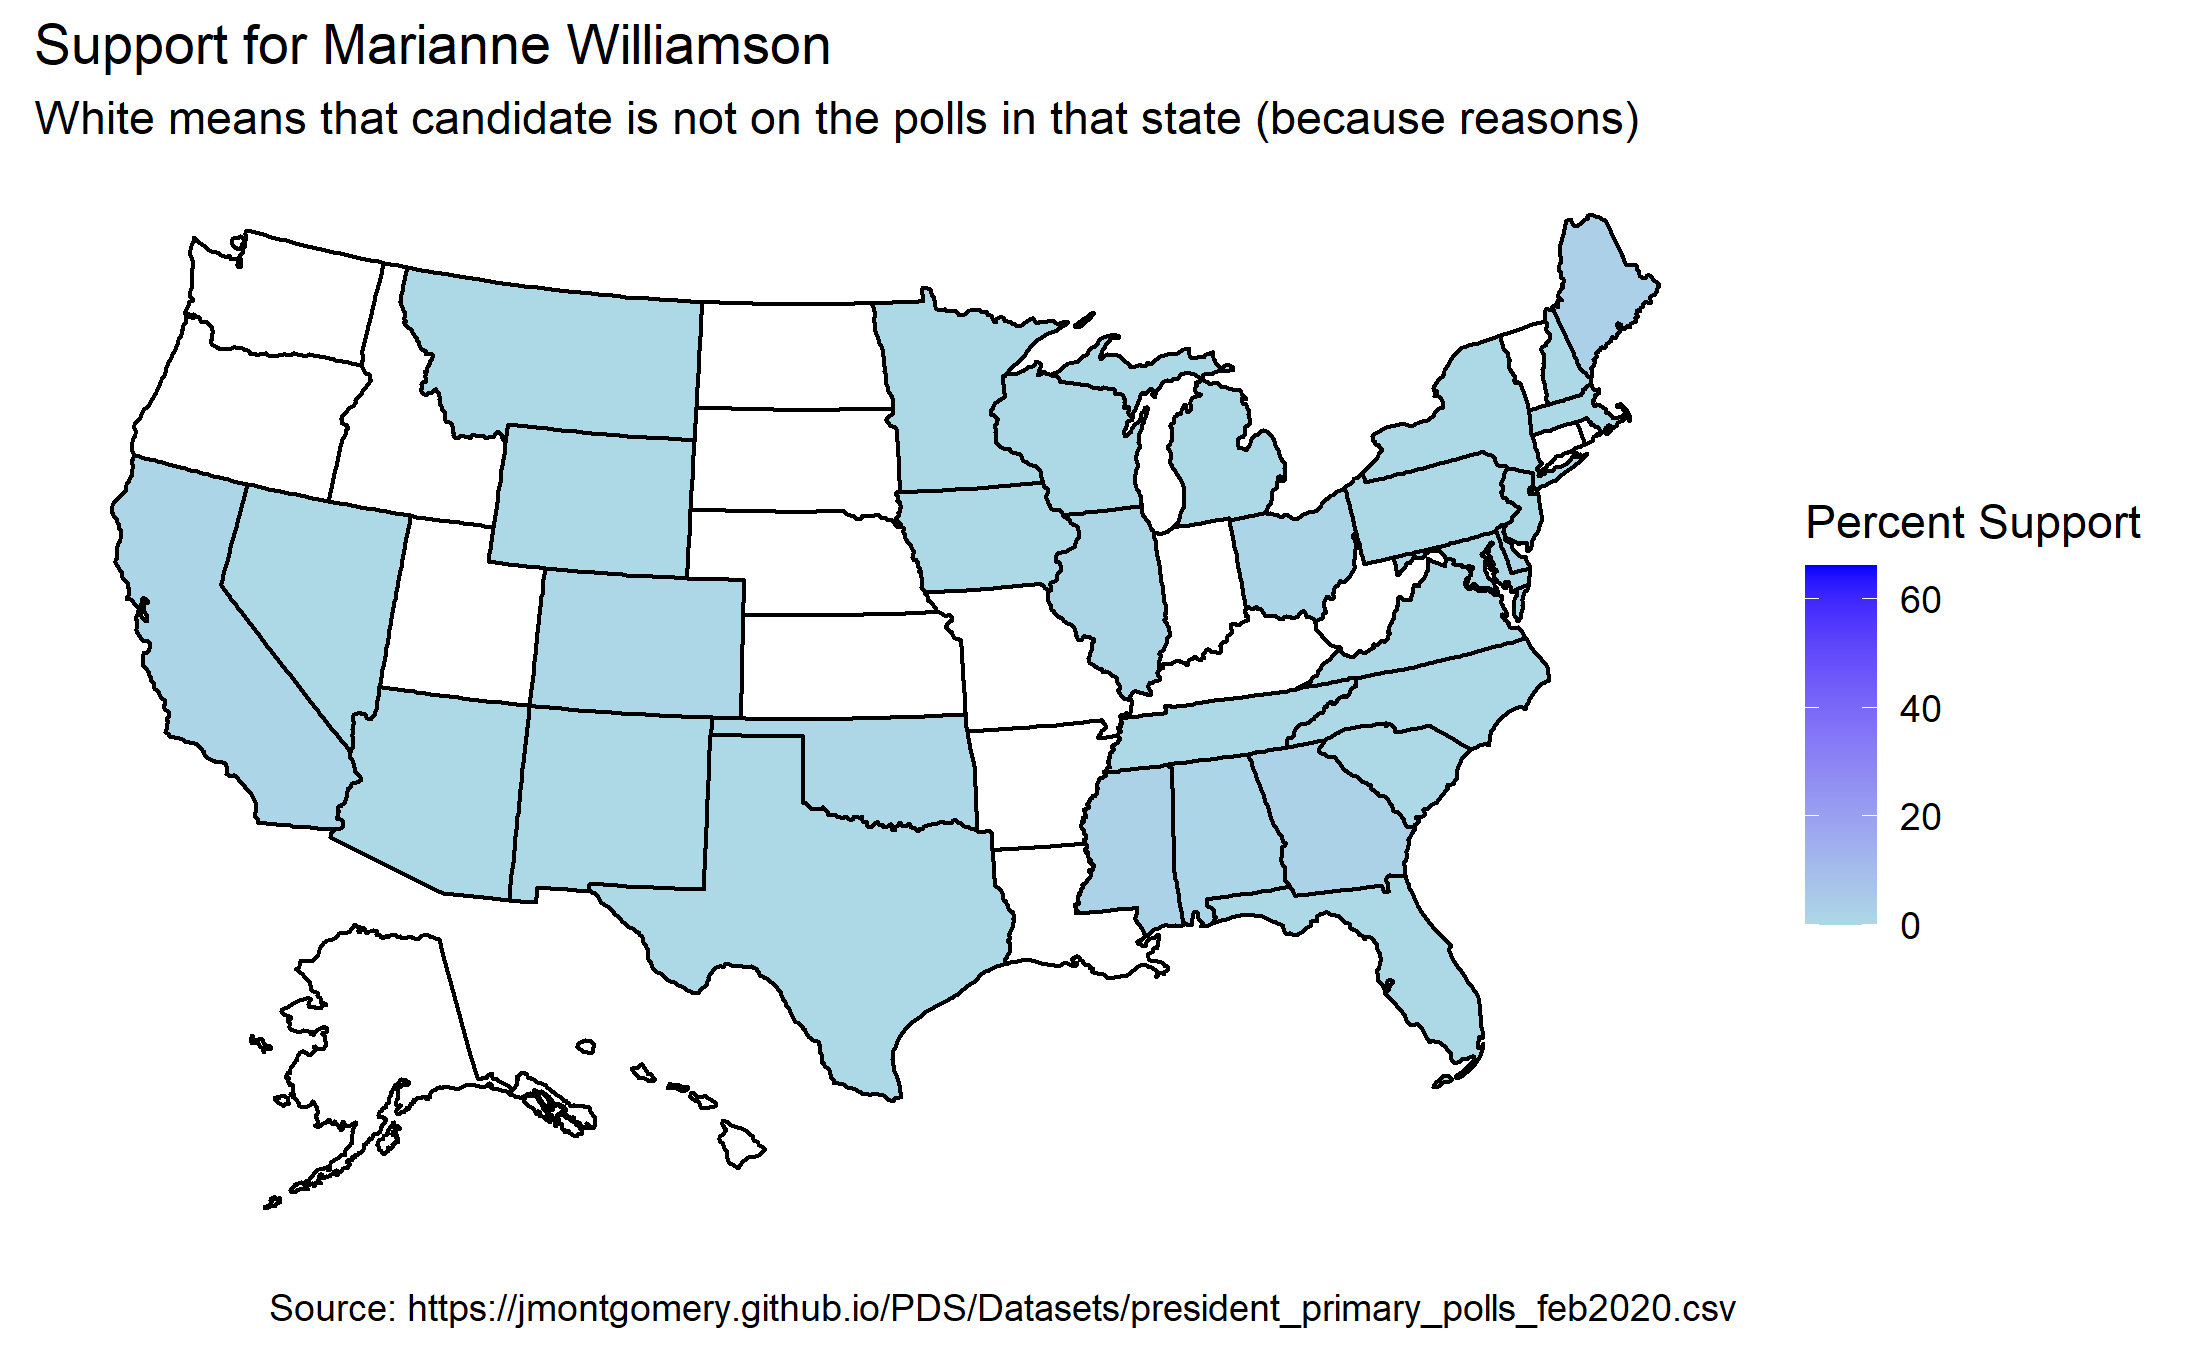 Support for Marianne Williamson
White means that candidate is not on the polls in that state (because reasons)
Percent Support
60
40
20
0
Source: https://jmontgomery.github.io/PDS/Datasets/president_primary_polls_feb2020.csv